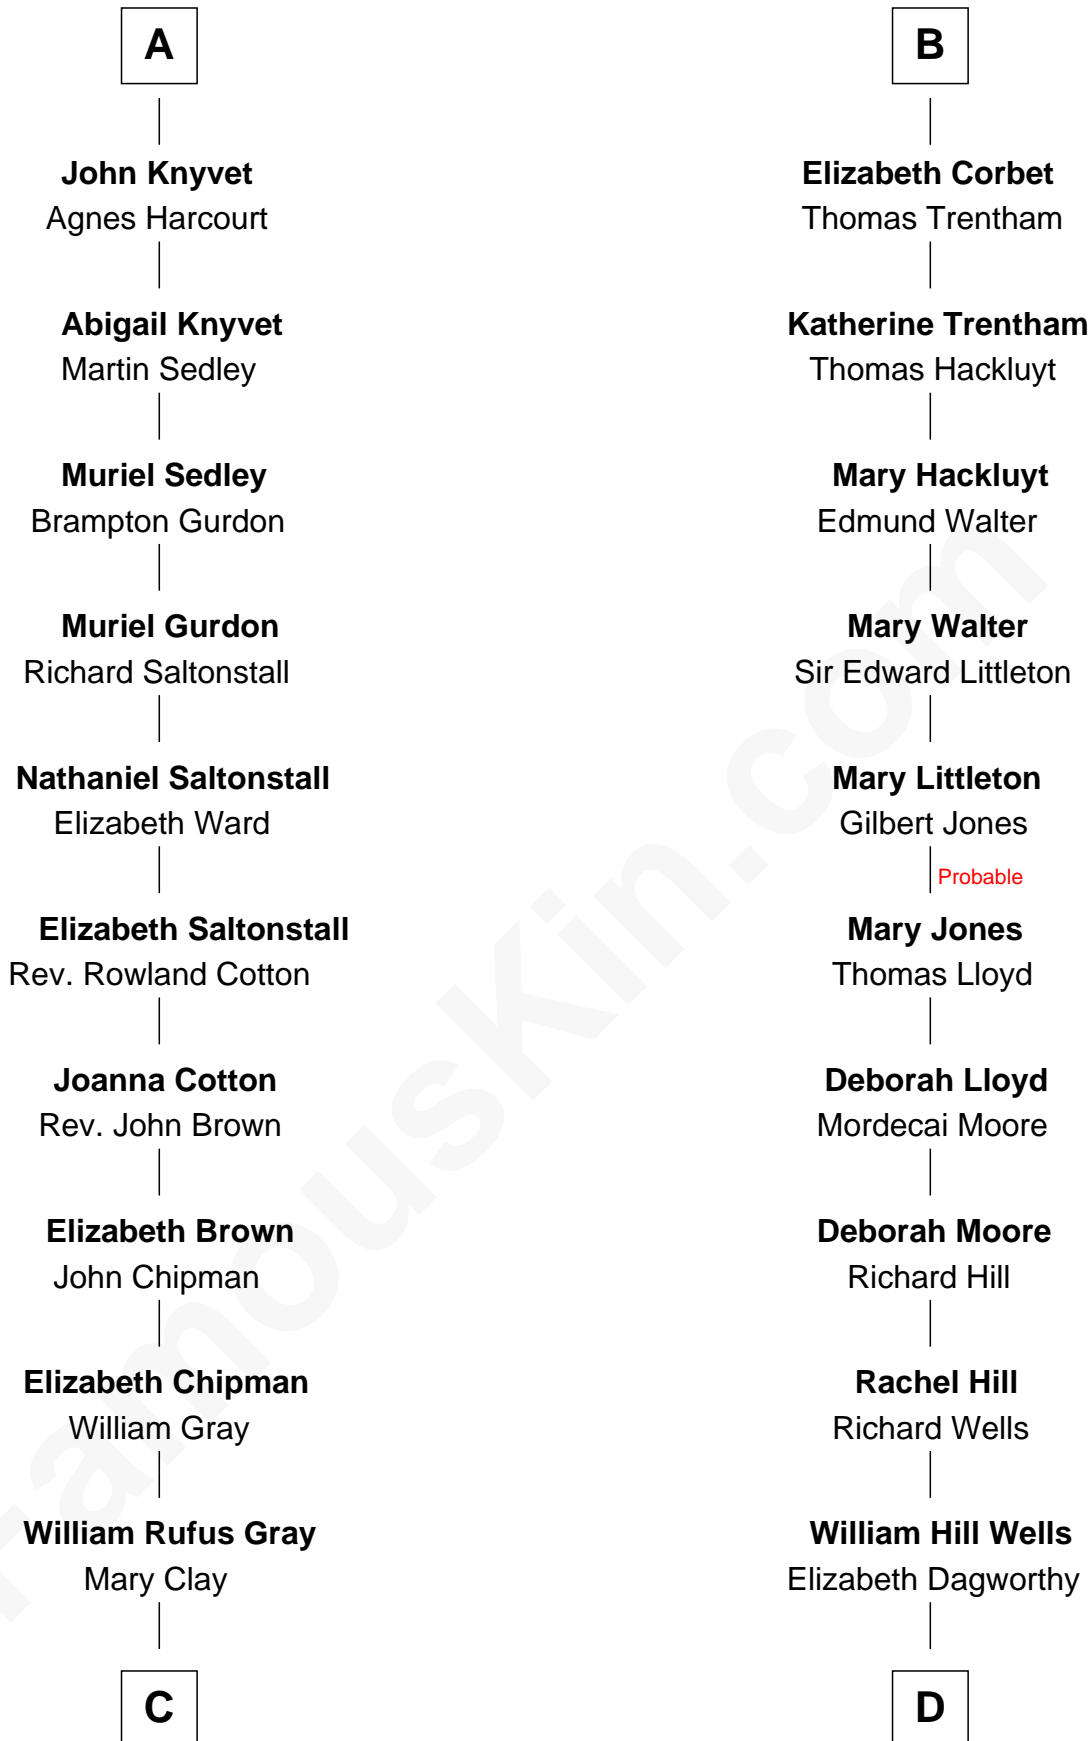 A
John Knyvet
Agnes Harcourt
Abigail Knyvet
Martin Sedley
Muriel Sedley
Brampton Gurdon
Muriel Gurdon
Richard Saltonstall
Nathaniel Saltonstall
Elizabeth Ward
Elizabeth Saltonstall
Rev. Rowland Cotton
Joanna Cotton
Rev. John Brown
Elizabeth Brown
John Chipman
Elizabeth Chipman
William Gray
William Rufus Gray
Mary Clay
C
B
Elizabeth Corbet
Thomas Trentham
Katherine Trentham
Thomas Hackluyt
Mary Hackluyt
Edmund Walter
Mary Walter
Sir Edward Littleton
Mary Littleton
Gilbert Jones
Probable
Mary Jones
Thomas Lloyd
Deborah Lloyd
Mordecai Moore
Deborah Moore
Richard Hill
Rachel Hill
Richard Wells
William Hill Wells
Elizabeth Dagworthy
D
FamousKin.com